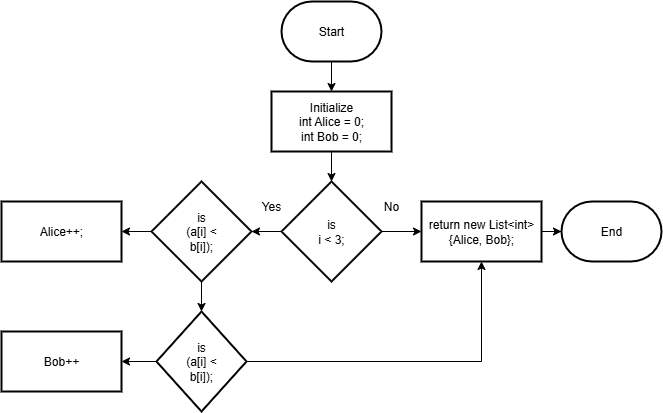 Start
Initialize
int Alice = 0;
int Bob = 0;
Yes
No
Alice++;
is
(a[i] <
b[i]);
is
i < 3;
return new List<int>
{Alice, Bob};
End
Bob++
is
(a[i] <
b[i]);